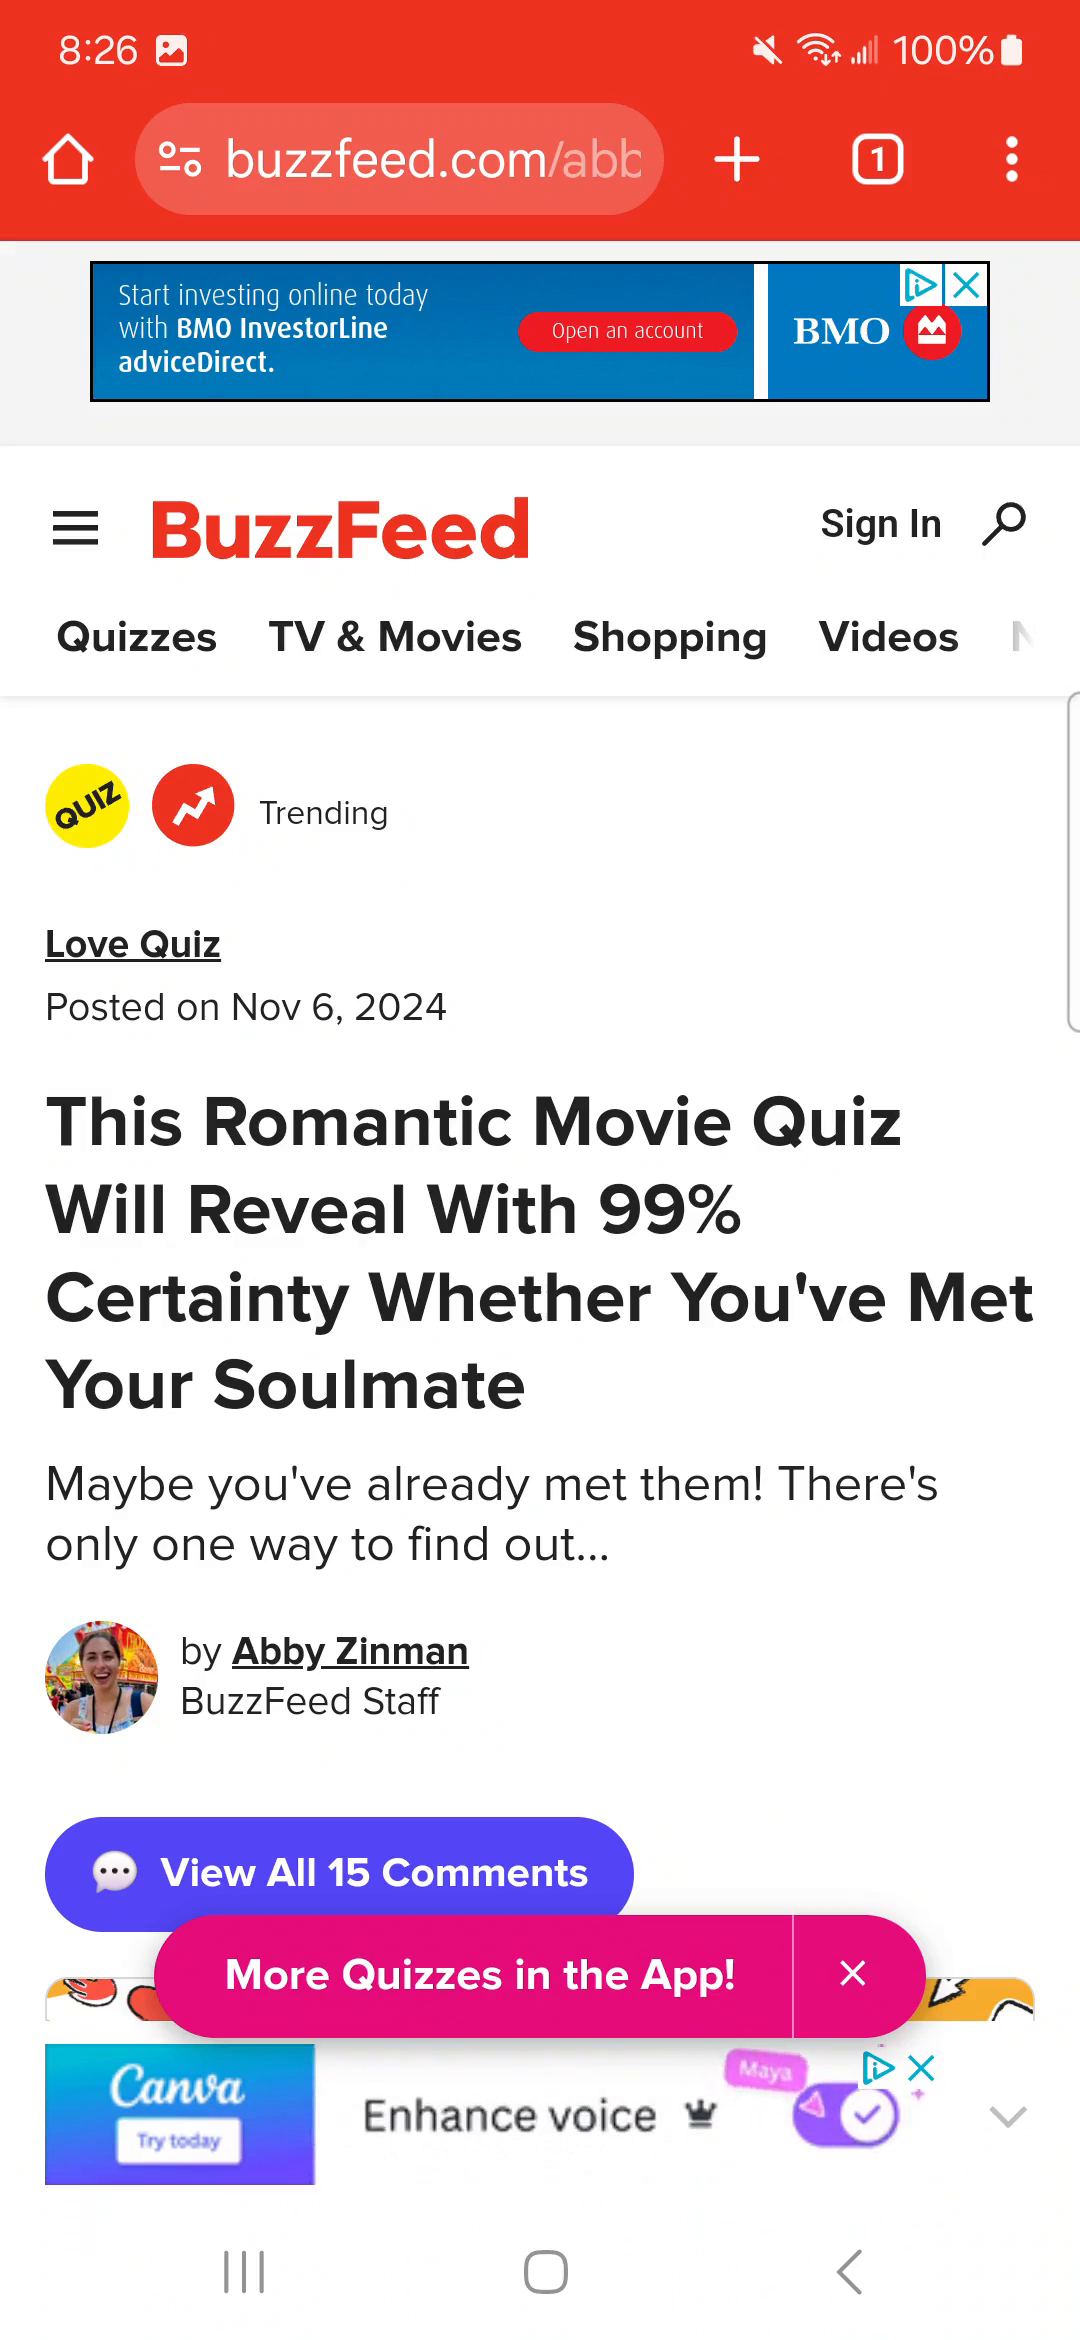 8:26 100%
buzzfeed.com/abb
1
Start investing online today
with BMO InvestorLine
adviceDirect.
Open an account
BMO
BuzzFeed
Sign In
Quizzes TV & Movies Shopping Videos
QUIZ
Trending
Love Quiz
Posted on Nov 6, 2024
This Romantic Movie Quiz
Will Reveal With 99%
Certainty Whether You've Met
Your Soulmate
Maybe you've already met them! There's
only one way to find out...
by Abby Zinman
BuzzFeed Staff
View All 15 Comments
More Quizzes in the App!
Canva
Try today
Enhance voice
Maya